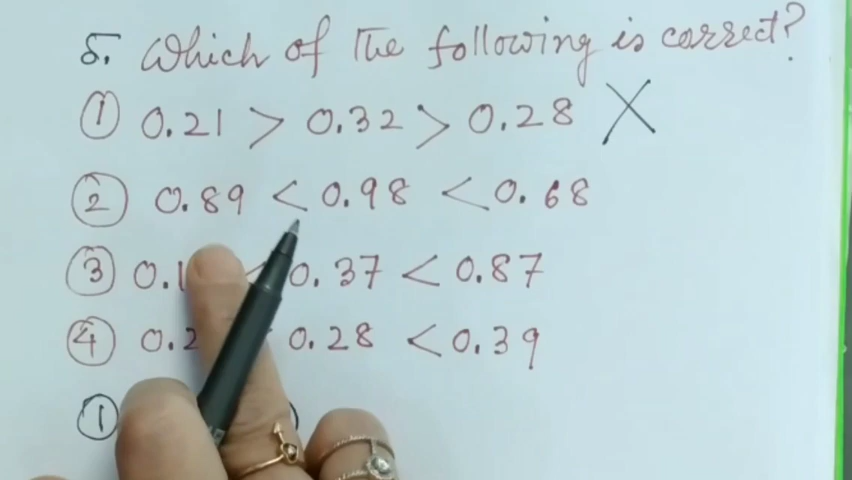 5. Which of the following is correct?
① 0.21 > 0.32 > 0.28 X
② 0.89 < 0.98 < 0.68
③ < 0.37 < 0.87
④ 0.28 < 0.39
①